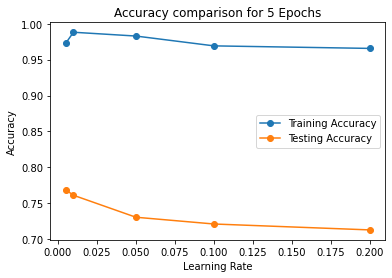 Accuracy comparison for 5 Epochs
1.00
0.95
0.90
0.85
0.80
0.75
0.70
Accuracy
Training Accuracy
Testing Accuracy
0.000 0.025 0.050 0.075 0.100 0.125 0.150 0.175 0.200
Learning Rate